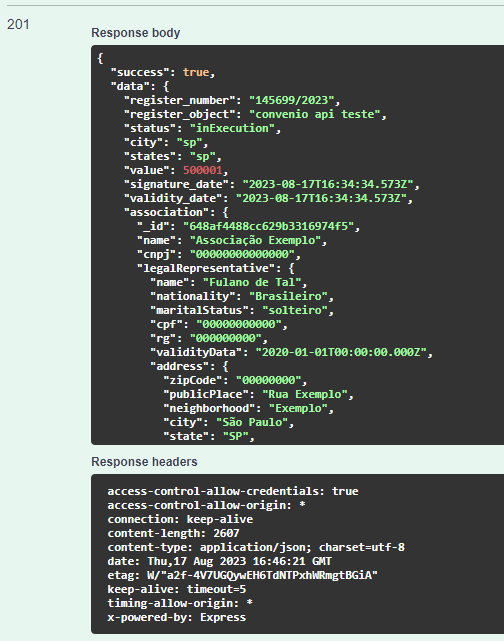 201
Response body
{
  "success": true,
  "data": {
    "register_number": "145699/2023",
    "register_object": "convenio api teste",
    "status": "inExecution",
    "city": "sp",
    "states": "sp",
    "value": 500001,
    "signature_date": "2023-08-17T16:34:34.573Z",
    "validity_date": "2023-08-17T16:34:34.573Z",
    "association": {
      "_id": "648af4488cc629b3316974f5",
      "name": "Associação Exemplo",
      "cnpj": "00000000000000",
      "legalRepresentative": {
        "name": "Fulano de Tal",
        "nationality": "Brasileiro",
        "maritalStatus": "solteiro",
        "cpf": "00000000000",
        "rg": "000000000",
        "validityData": "2020-01-01T00:00:00.000Z",
        "address": {
          "zipCode": "00000000",
          "publicPlace": "Rua Exemplo",
          "neighborhood": "Exemplo",
          "city": "São Paulo",
          "state": "SP",
Response headers
access-control-allow-credentials: true
access-control-allow-origin: *
connection: keep-alive
content-length: 2607
content-type: application/json; charset=utf-8
date: Thu,17 Aug 2023 16:46:21 GMT
etag: W/"a2f-4V7UGQywEH6TdNTPxhWRmgtBGiA"
keep-alive: timeout=5
timing-allow-origin: *
x-powered-by: Express